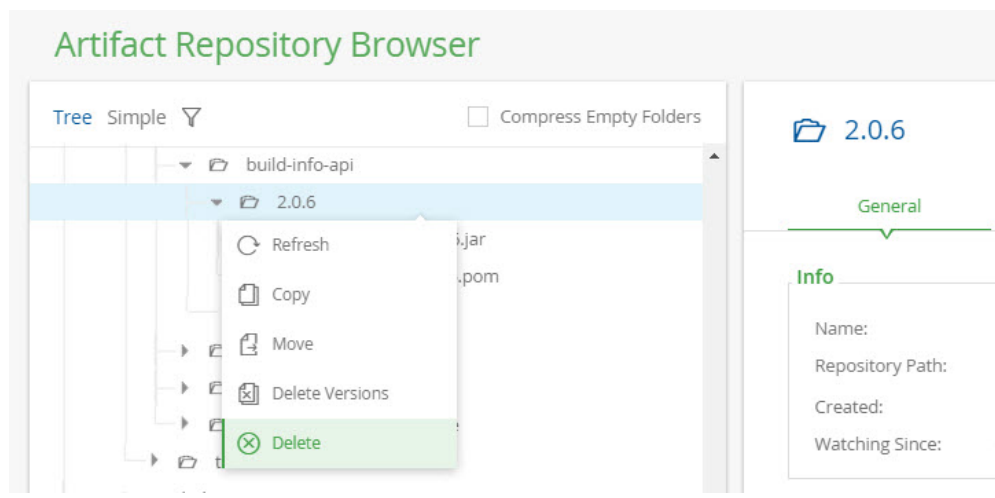 Artifact Repository Browser
Tree Simple
Compress Empty Folders
build-info-api
2.0.6
.jar
.pom
Refresh
Copy
Move
Delete Versions
Delete
2.0.6
General
Info
Name:
Repository Path:
Created:
Watching Since: